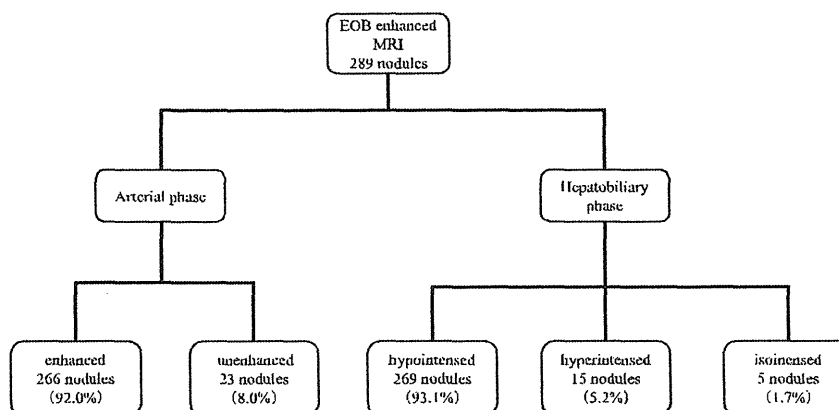 EOB enhanced
MRI
289 nodules
Arterial phase
Hepatobiliary
phase
enhanced
266 nodules
(92.0%)
unenhanced
23 nodules
(8.0%)
hypointensed
269 nodules
(93.1%)
hyperintensed
15 nodules
(5.2%)
isoinensed
5 nodules
(1.7%)